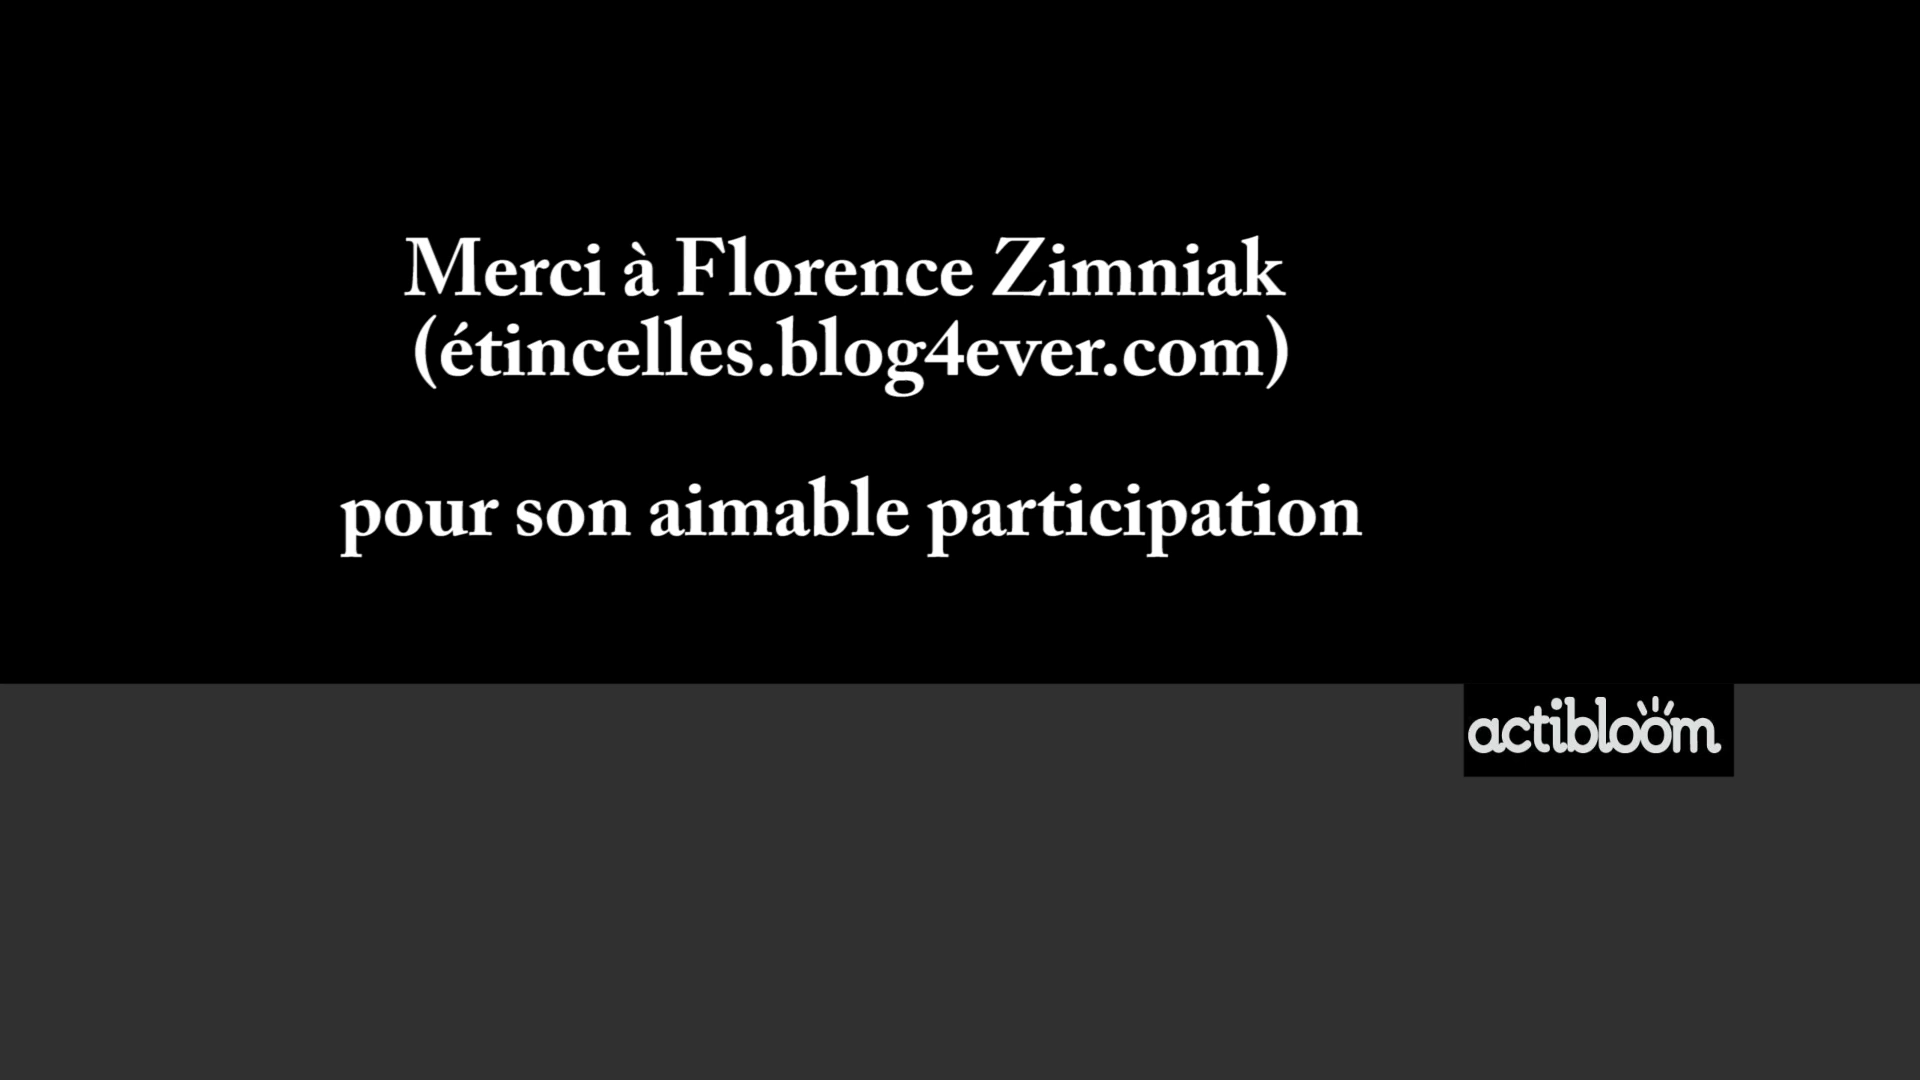 Merci à Florence Zimniak
(étincelles.blog4ever.com)
pour son aimable participation
actibloom